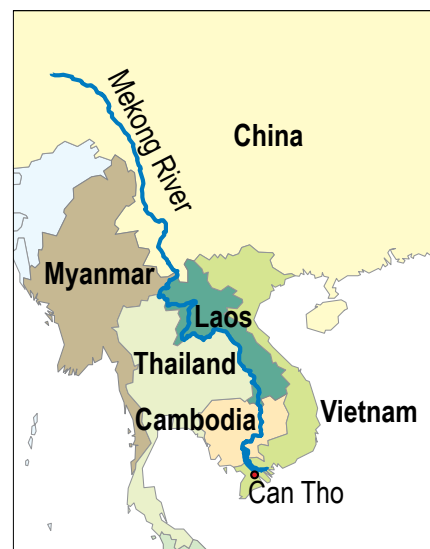 Mekong River
China
Myanmar
Laos
Thailand
Cambodia
Vietnam
Can Tho